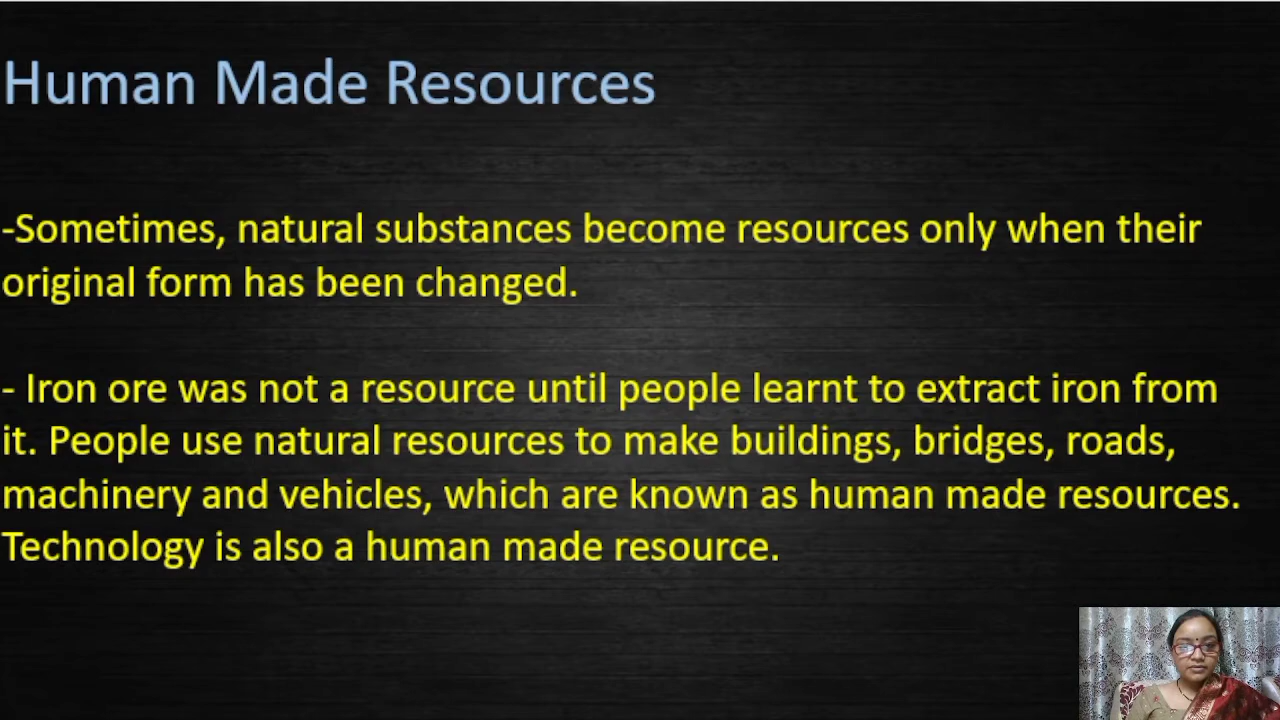 Human Made Resources
-Sometimes, natural substances become resources only when their
original form has been changed.
- Iron ore was not a resource until people learnt to extract iron from
it. People use natural resources to make buildings, bridges, roads,
machinery and vehicles, which are known as human made resources.
Technology is also a human made resource.